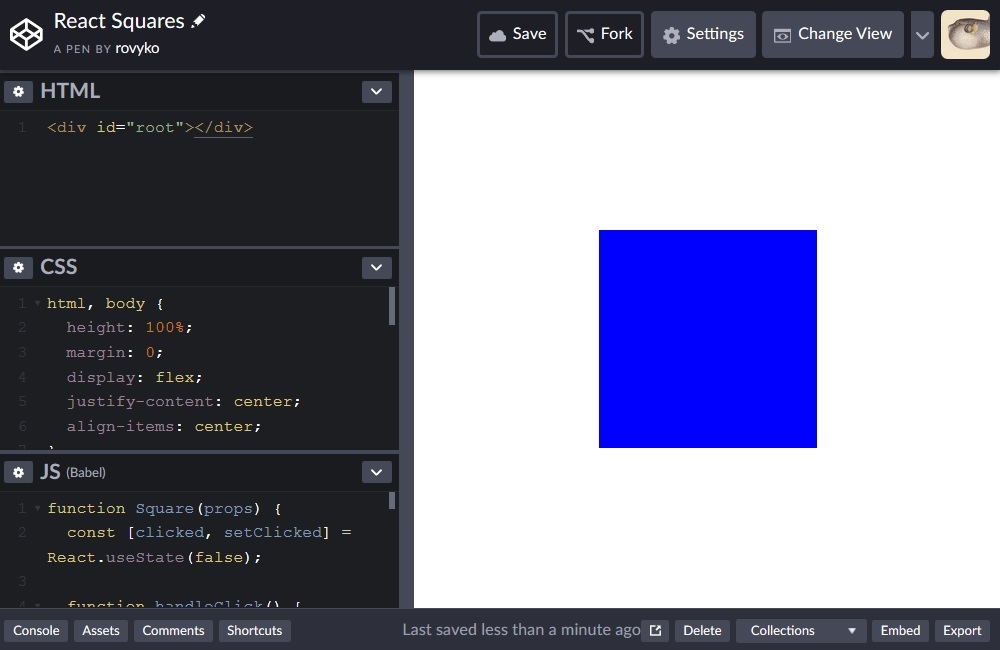 React Squares
A PEN BY rovyko
Save
Fork
Settings
Change View
HTML
1 <div id="root"></div>
CSS
1 html, body {
2 height: 100%;
3 margin: 0;
4 display: flex;
5 justify-content: center;
6 align-items: center;
JS (Babel)
1 function Square(props) {
2 const [clicked, setClicked] =
React.useState(false);
3
4 function handleClick() {
Console Assets Comments Shortcuts Last saved less than a minute ago Delete Collections Embed Export